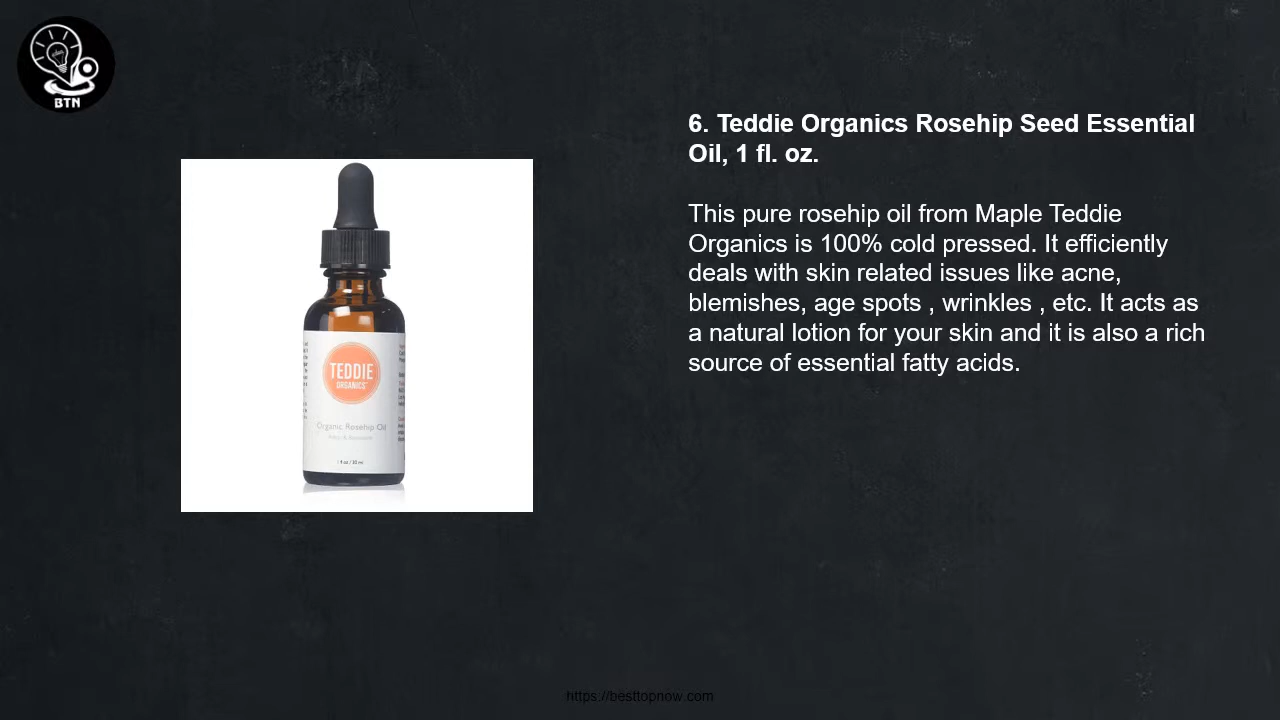 BTN
6. Teddie Organics Rosehip Seed Essential
Oil, 1 fl. oz.
This pure rosehip oil from Maple Teddie
Organics is 100% cold pressed. It efficiently
deals with skin related issues like acne,
blemishes, age spots , wrinkles , etc. It acts as
a natural lotion for your skin and it is also a rich
source of essential fatty acids.
TEDDIE
ORGANICS
Organic Rosehip Oil
https://besttopnow.com